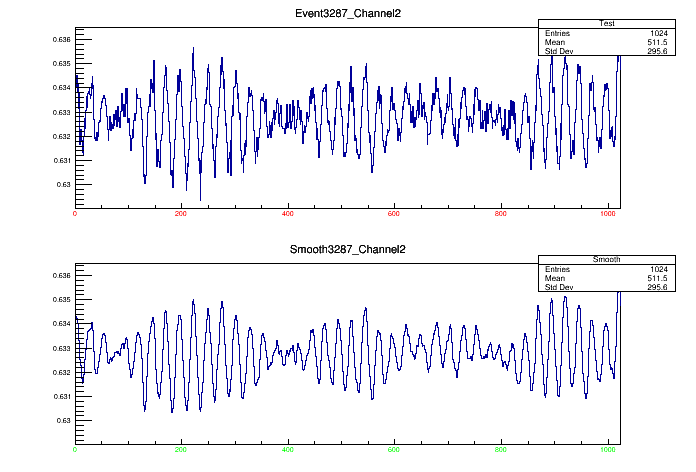 Event3287_Channel2
Test
Entries 1024
Mean 511.5
Std Dev 295.6
0.636
0.635
0.634
0.633
0.632
0.631
0.63
0 200 400 600 800 1000
Smooth3287_Channel2
Smooth
Entries 1024
Mean 511.5
Std Dev 295.6
0.636
0.635
0.634
0.633
0.632
0.631
0.63
0 200 400 600 800 1000